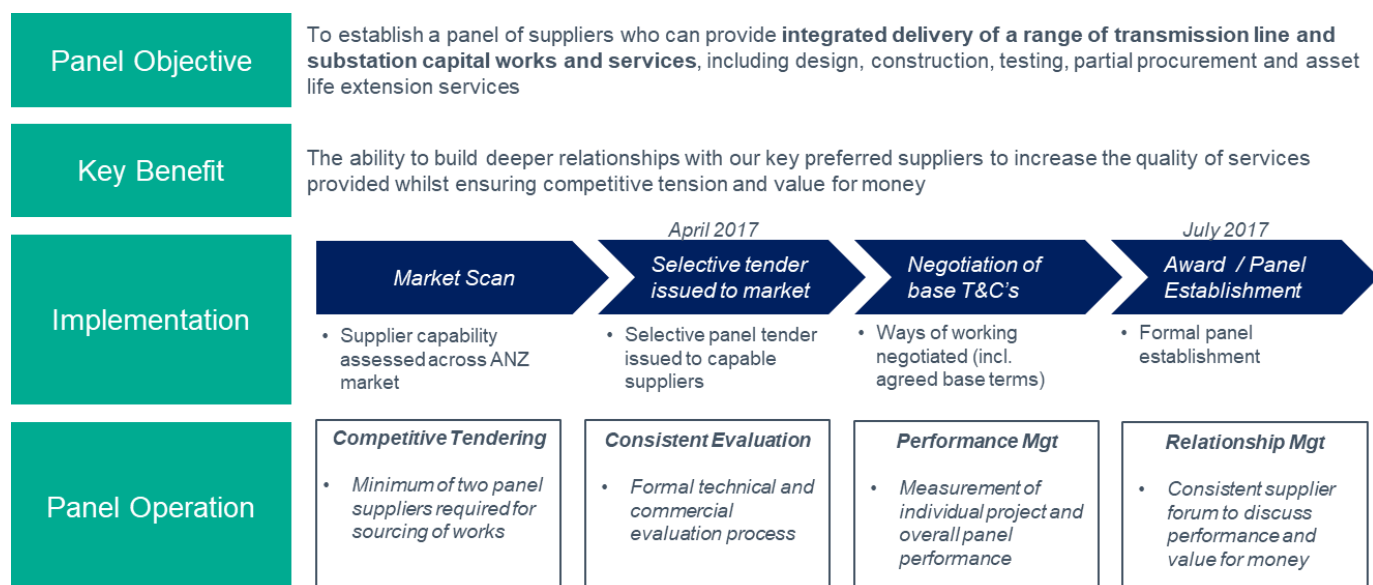 Panel Objective
To establish a panel of suppliers who can provide integrated delivery of a range of transmission line and
substation capital works and services, including design, construction, testing, partial procurement and asset
life extension services
Key Benefit
The ability to build deeper relationships with our key preferred suppliers to increase the quality of services
provided whilst ensuring competitive tension and value for money
Implementation
Market Scan
• Supplier capability
assessed across ANZ
market
April 2017
Selective tender
issued to market
• Selective panel tender
issued to capable
suppliers
Negotiation of
base T&C's
• Ways of working
negotiated (incl.
agreed base terms)
July 2017
Award / Panel
Establishment
• Formal panel
establishment
Panel Operation
Competitive Tendering
• Minimum of two panel
suppliers required for
sourcing of works
Consistent Evaluation
• Formal technical and
commercial
evaluation process
Performance Mgt
• Measurement of
individual project and
overall panel
performance
Relationship Mgt
• Consistent supplier
forum to discuss
performance and
value for money